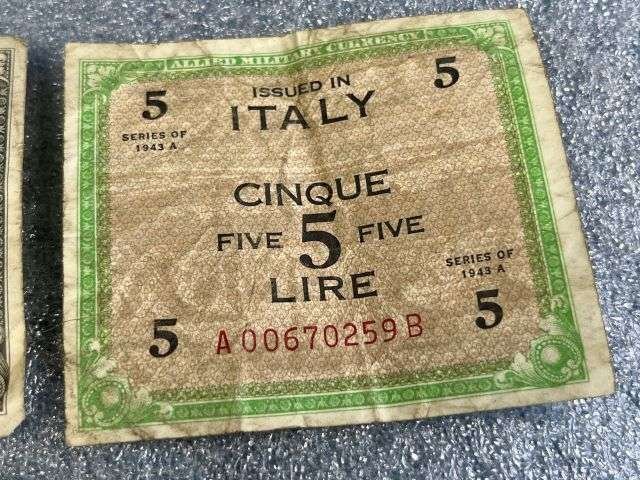 ALLIED MILITARY CURRENCY
5 ISSUED IN 5
ITALY
SERIES OF
1943 A
CINQUE
FIVE 5 FIVE
LIRE
SERIES OF
1943 A
5 A00670259B 5